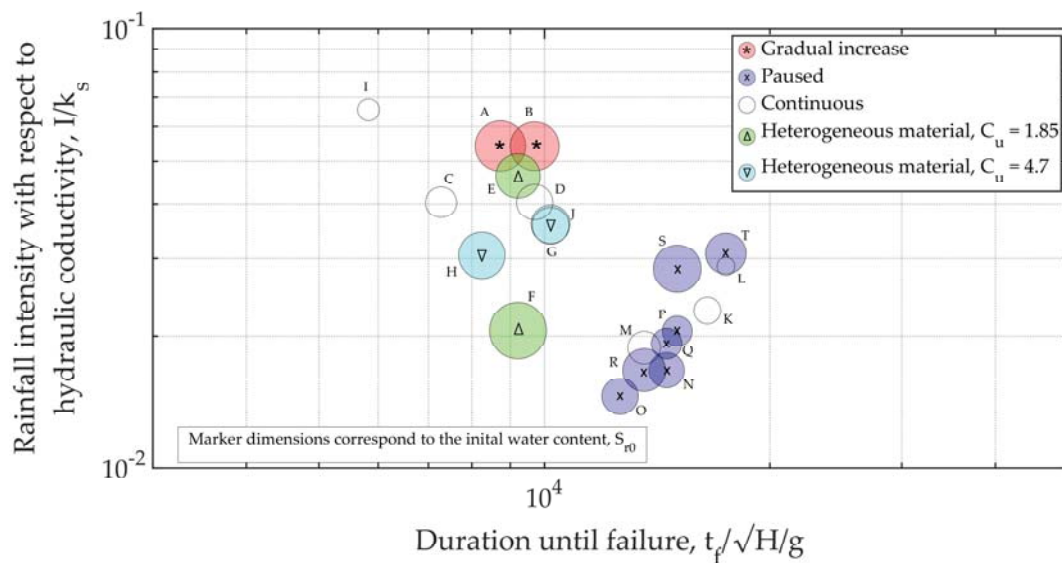 Rainfall intensity with respect to
hydraulic coductivity, I/k_s
10^-1
10^-2
Gradual increase
Paused
Continuous
Heterogeneous material, C_u = 1.85
Heterogeneous material, C_u = 4.7
I
A B
C E D
J
G
H
S T
L
F
K
M
Q
R N
O
Marker dimensions correspond to the inital water content, S_r0
10^4
Duration until failure, t_f/√H/g